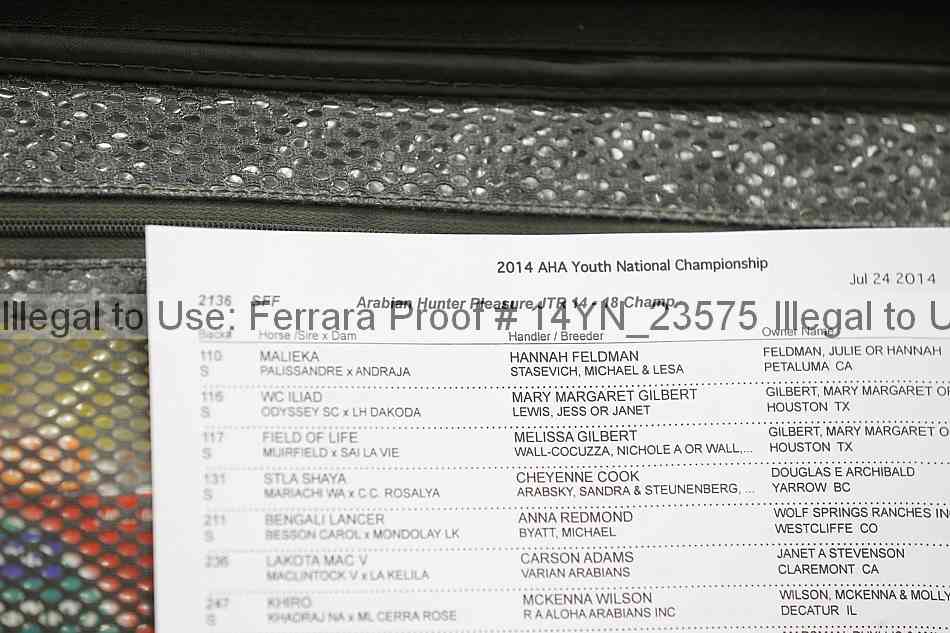 2014 AHA Youth National Championship
Jul 24 2014
2136 SFF Arabian Hunter Pleasure JTR 14 - 18 Champ
Illegal to Use; Ferrara Proof # 14YN_23575 Illegal to U
Back# Horse /Sire x Dam Handler / Breeder Owner Name
110 MALIEKA HANNAH FELDMAN FELDMAN, JULIE OR HANNAH
S PALISSANDRE x ANDRAJA STASEVICH, MICHAEL & LESA PETALUMA CA
116 WC ILIAD MARY MARGARET GILBERT GILBERT, MARY MARGARET O
S ODYSSEY SC x LH DAKODA LEWIS, JESS OR JANET HOUSTON TX
117 FIELD OF LIFE MELISSA GILBERT GILBERT, MARY MARGARET O
S MUIRFIELD x SAI LA VIE WALL-COCUZZA, NICHOLE A OR WALL,... HOUSTON TX
131 STLA SHAYA CHEYENNE COOK DOUGLAS E ARCHIBALD
S MARIACHI WA x C.C. ROSALYA ARABSKY, SANDRA & STEUNENBERG, ... YARROW BC
211 BENGALI LANCER ANNA REDMOND WOLF SPRINGS RANCHES IN
S BESSON CAROL x MONDOLAY LK BYATT, MICHAEL WESTCLIFFE CO
236 LAKOTA MAC V CARSON ADAMS JANET A STEVENSON
MACLINTOCK V x LA KELILA VARIAN ARABIANS CLAREMONT CA
247 KHIRO MCKENNA WILSON WILSON, MCKENNA & MOLLY
S KHADRAJ NA x ML CERRA ROSE R A ALOHA ARABIANS INC DECATUR IL